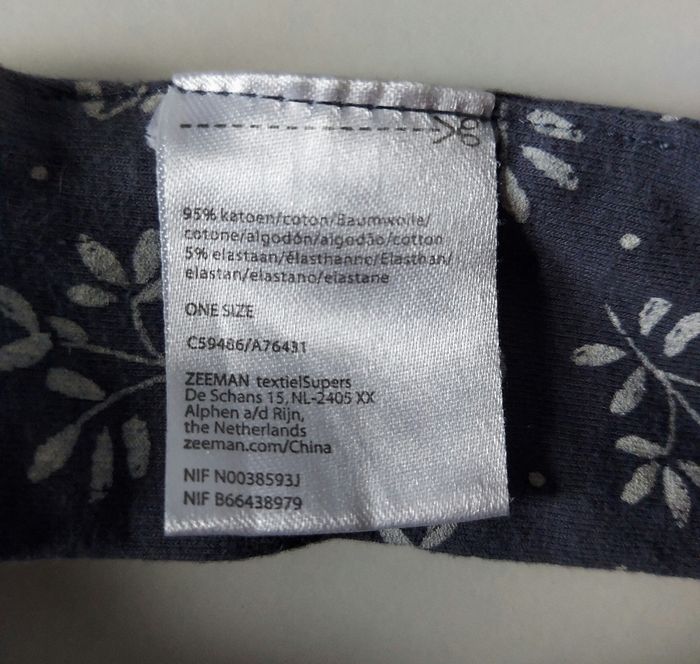 95% katoen/coton/Baumwolle/
cotone/algodón/algodão/cotton
5% elastaan/élasthanne/Elasthan/
elastan/elastano/elastane
ONE SIZE
C59486/A76431
ZEEMAN textielSupers
De Schans 15, NL-2405 XX
Alphen a/d Rijn,
the Netherlands
zeeman.com/China
NIF N0038593J
NIF B66438979